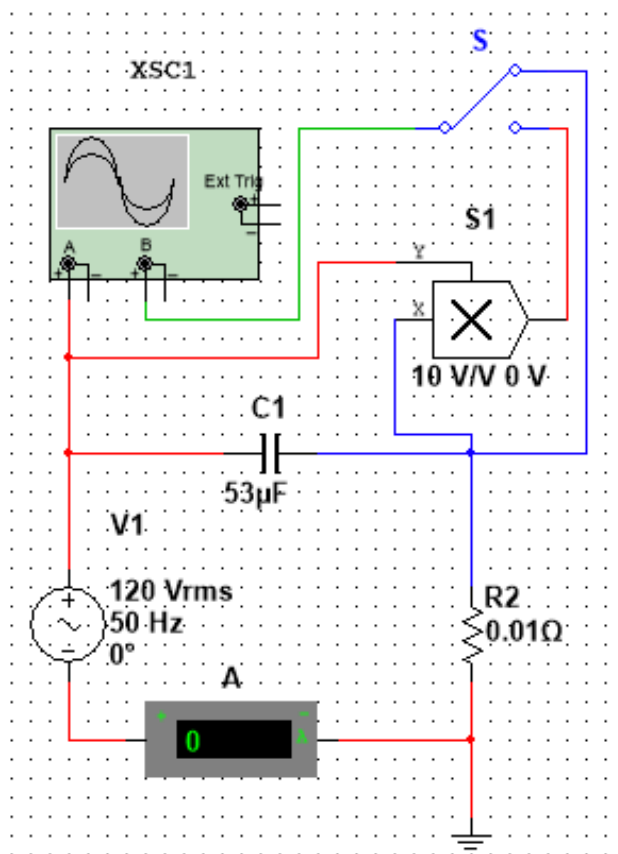 S
XSC1
Ext Trig
+
−
S1
A
B
+
−
+
−
Y
X
10 V/V 0 V
C1
53µF
V1
120 Vrms
50 Hz
0°
+
−
R2
0.01Ω
A
+
−
0
A